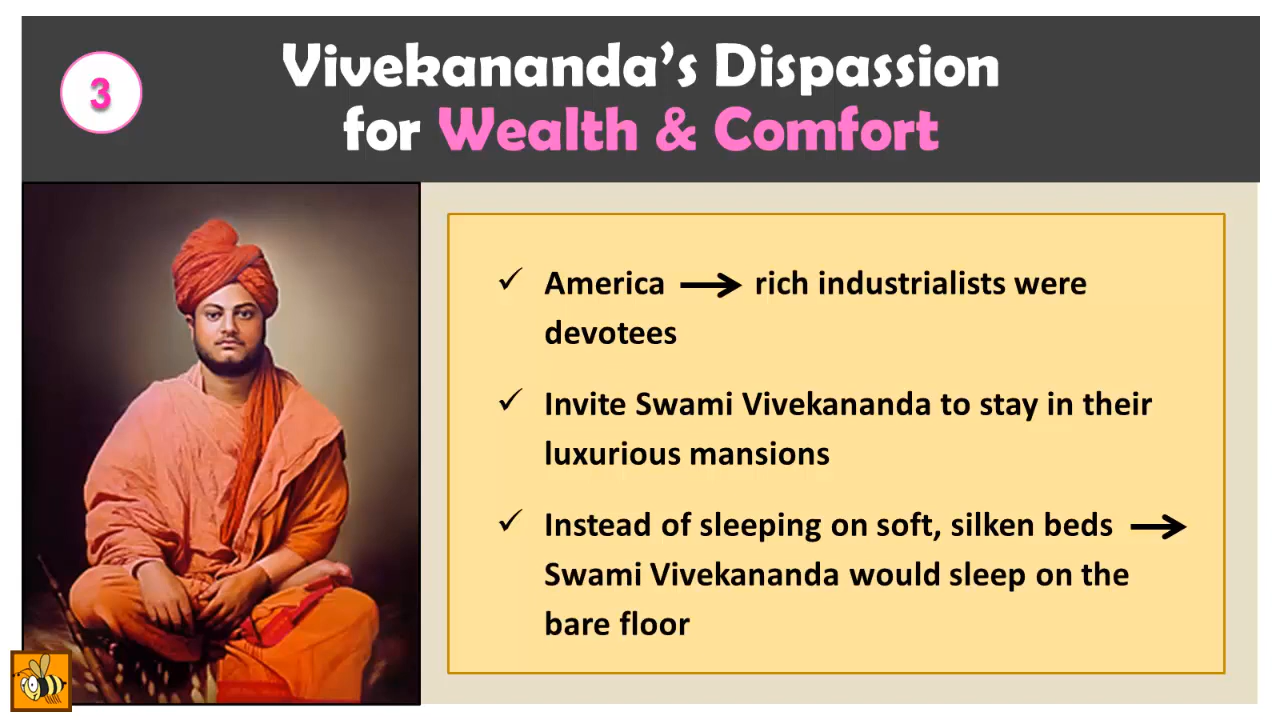 3
Vivekananda’s Dispassion
for Wealth & Comfort
✓ America → rich industrialists were
devotees
✓ Invite Swami Vivekananda to stay in their
luxurious mansions
✓ Instead of sleeping on soft, silken beds →
Swami Vivekananda would sleep on the
bare floor